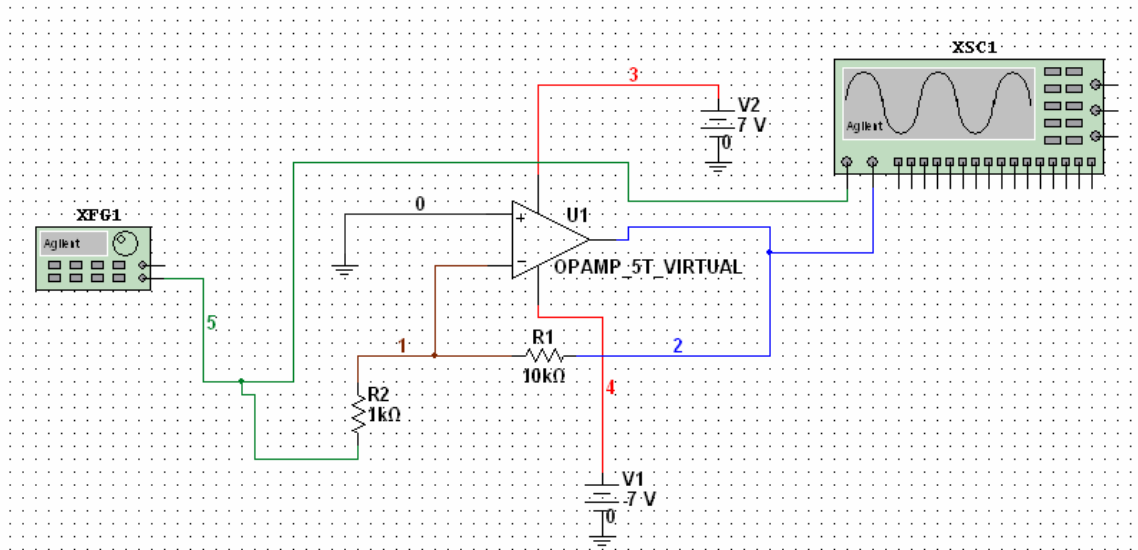 XSC1
3
V2
7 V
0
Agilent
0
U1
XFG1
Agilent
+
−
OPAMP_5T_VIRTUAL
5
1
R1
2
10kΩ
4
R2
1kΩ
V1
-7 V
0